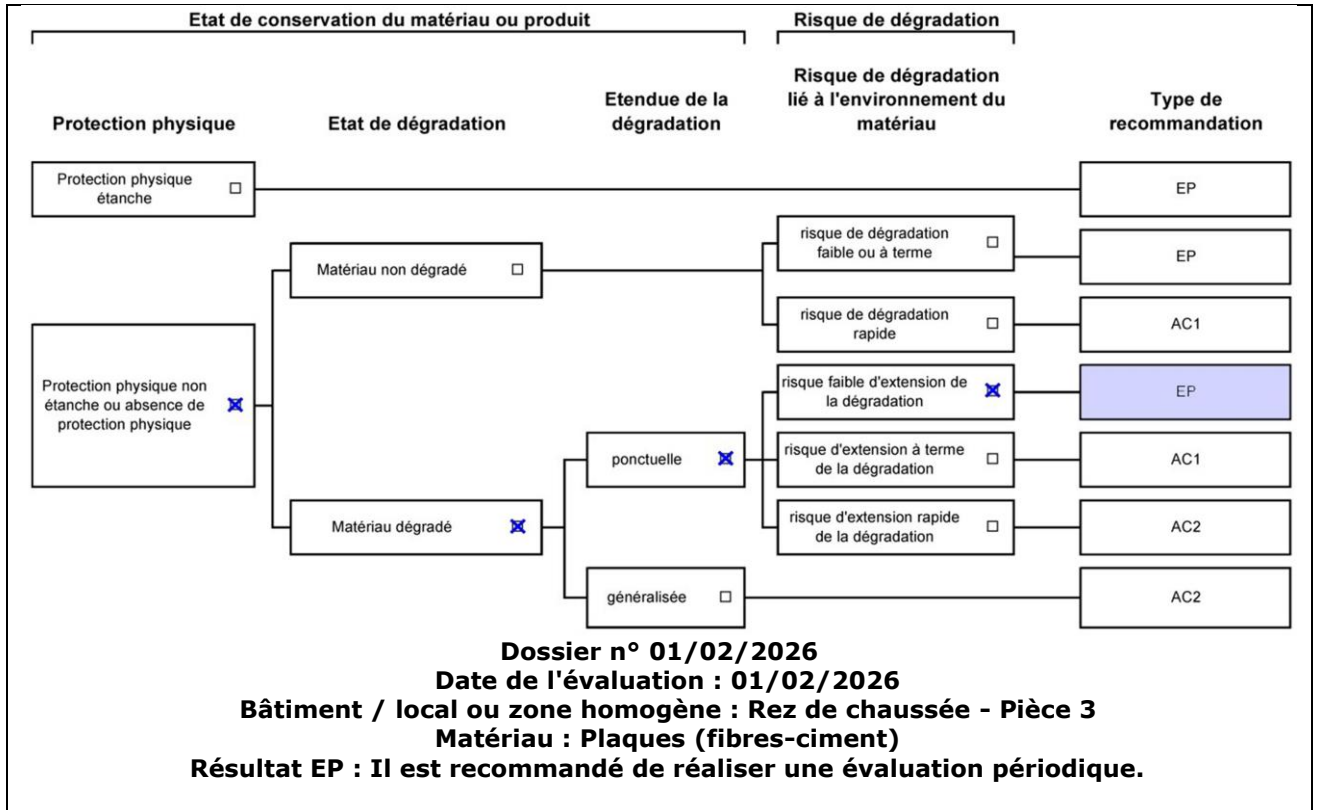 Etat de conservation du matériau ou produit
Risque de dégradation
Protection physique
Etat de dégradation
Etendue de la
dégradation
Risque de dégradation
lié à l'environnement du
matériau
Type de
recommandation
Protection physique
étanche
EP
Matériau non dégradé
risque de dégradation
faible ou à terme
EP
risque de dégradation
rapide
AC1
Protection physique non
étanche ou absence de
protection physique
risque faible d'extension de
la dégradation
EP
ponctuelle
risque d'extension à terme
de la dégradation
AC1
Matériau dégradé
risque d'extension rapide
de la dégradation
AC2
généralisée
AC2
Dossier n° 01/02/2026
Date de l'évaluation : 01/02/2026
Bâtiment / local ou zone homogène : Rez de chaussée - Pièce 3
Matériau : Plaques (fibres-ciment)
Résultat EP : Il est recommandé de réaliser une évaluation périodique.